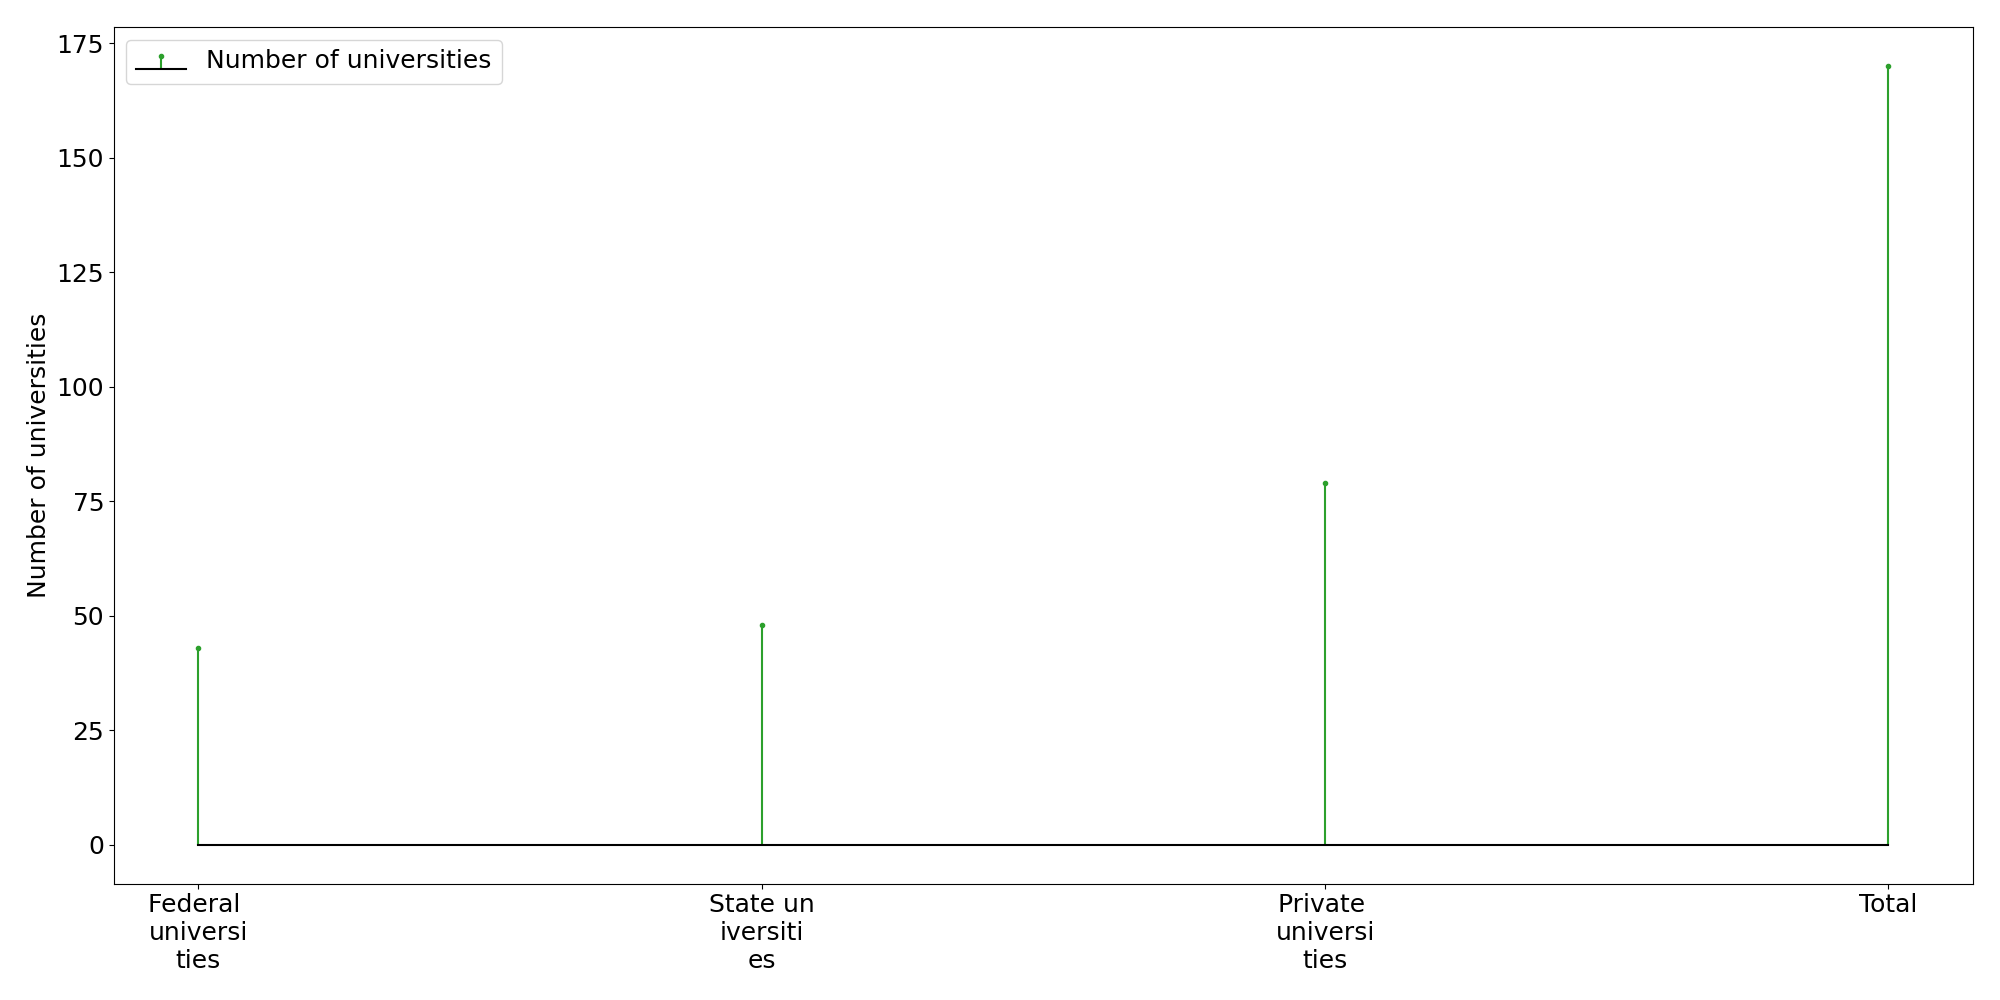 Number of universities
175
150
125
100
75
50
25
0
Number of universities
Federal
universi
ties
State un
iversiti
es
Private
universi
ties
Total